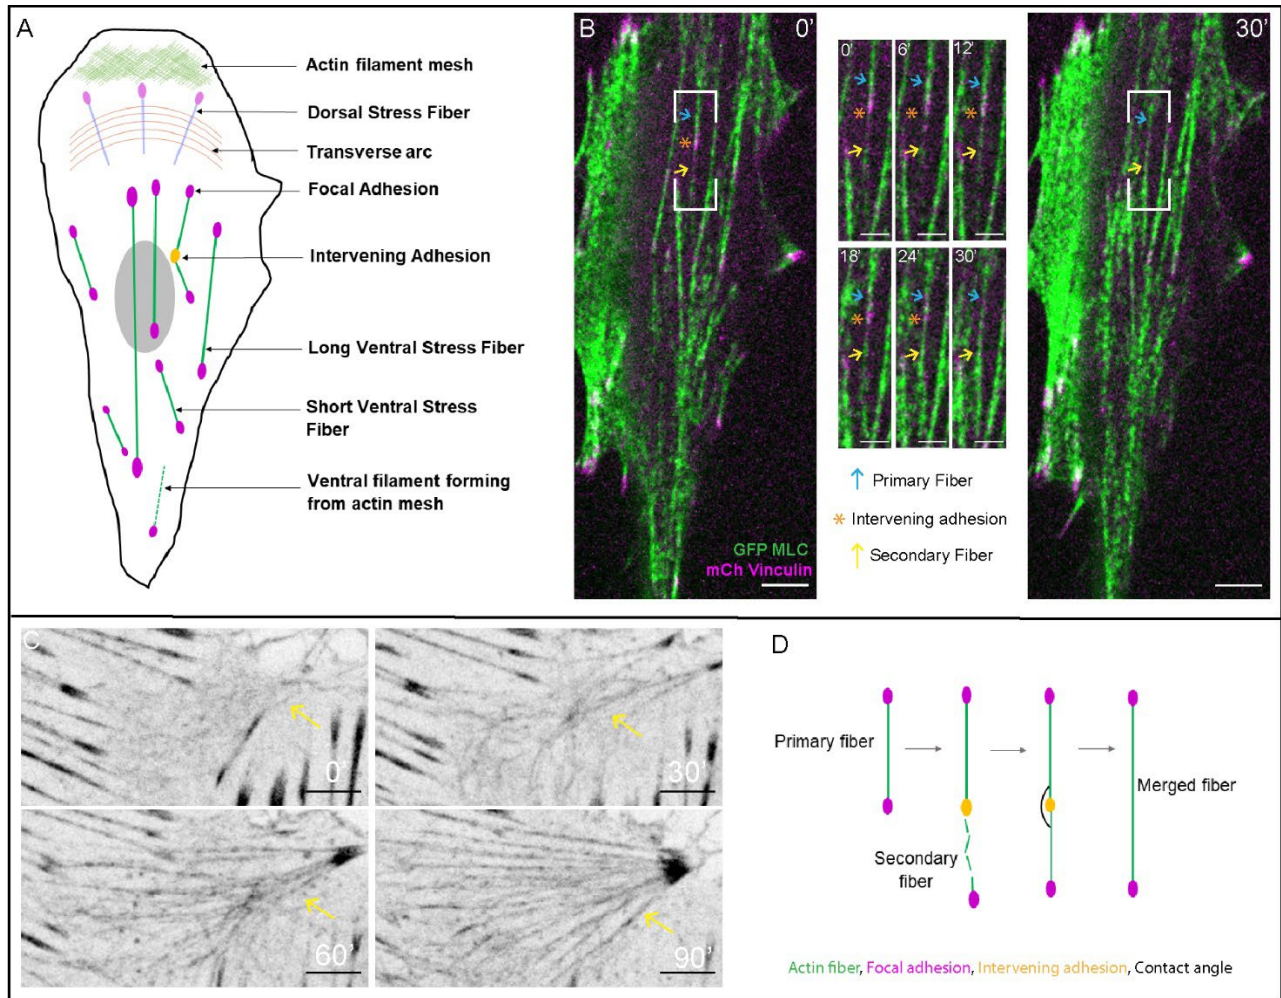 A
Actin filament mesh
Dorsal Stress Fiber
Transverse arc
Focal Adhesion
Intervening Adhesion
Long Ventral Stress Fiber
Short Ventral Stress
Fiber
Ventral filament forming
from actin mesh
B
0'
GFP MLC
mCh Vinculin
0'
6'
12'
18'
24'
30'
Primary Fiber
* Intervening adhesion
Secondary Fiber
30'
C
0'
30'
60'
90'
D
Primary fiber
Secondary
fiber
Merged fiber
Actin fiber, Focal adhesion, Intervening adhesion, Contact angle